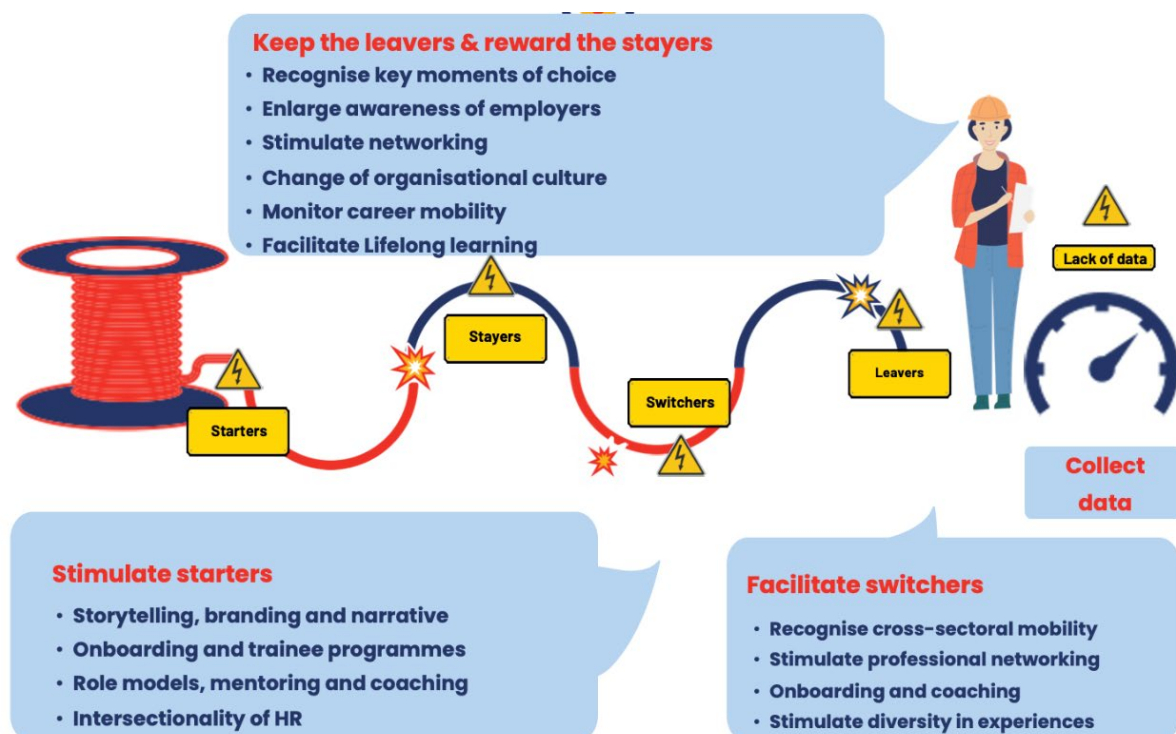 Keep the leavers & reward the stayers
• Recognise key moments of choice
• Enlarge awareness of employers
• Stimulate networking
• Change of organisational culture
• Monitor career mobility
• Facilitate Lifelong learning
Lack of data
Stayers
Leavers
Switchers
Starters
Collect
data
Stimulate starters
• Storytelling, branding and narrative
• Onboarding and trainee programmes
• Role models, mentoring and coaching
• Intersectionality of HR
Facilitate switchers
• Recognise cross-sectoral mobility
• Stimulate professional networking
• Onboarding and coaching
• Stimulate diversity in experiences